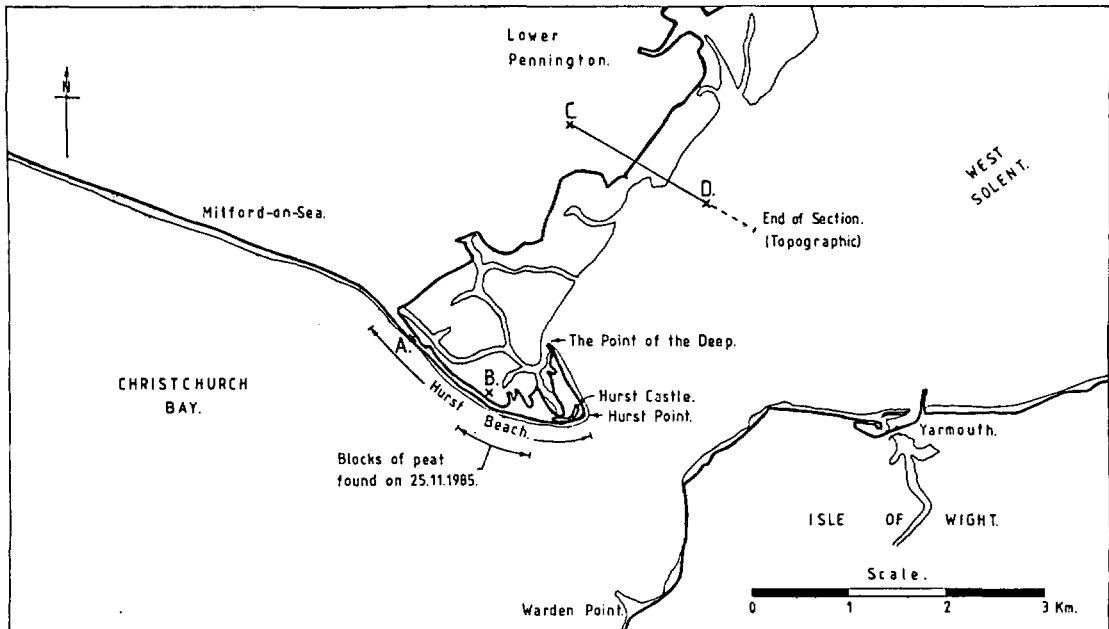 Lower
Pennington.
N
C.
WEST
SOLENT.
D.
End of Section.
(Topographic)
Milford-on-Sea.
The Point of the Deep.
A.
B.
CHRISTCHURCH
BAY.
Hurst Beach.
Hurst Castle.
Hurst Point.
Yarmouth.
Blocks of peat
found on 25.11.1985.
ISLE OF WIGHT.
Scale.
Warden Point.
0 1 2 3 Km.